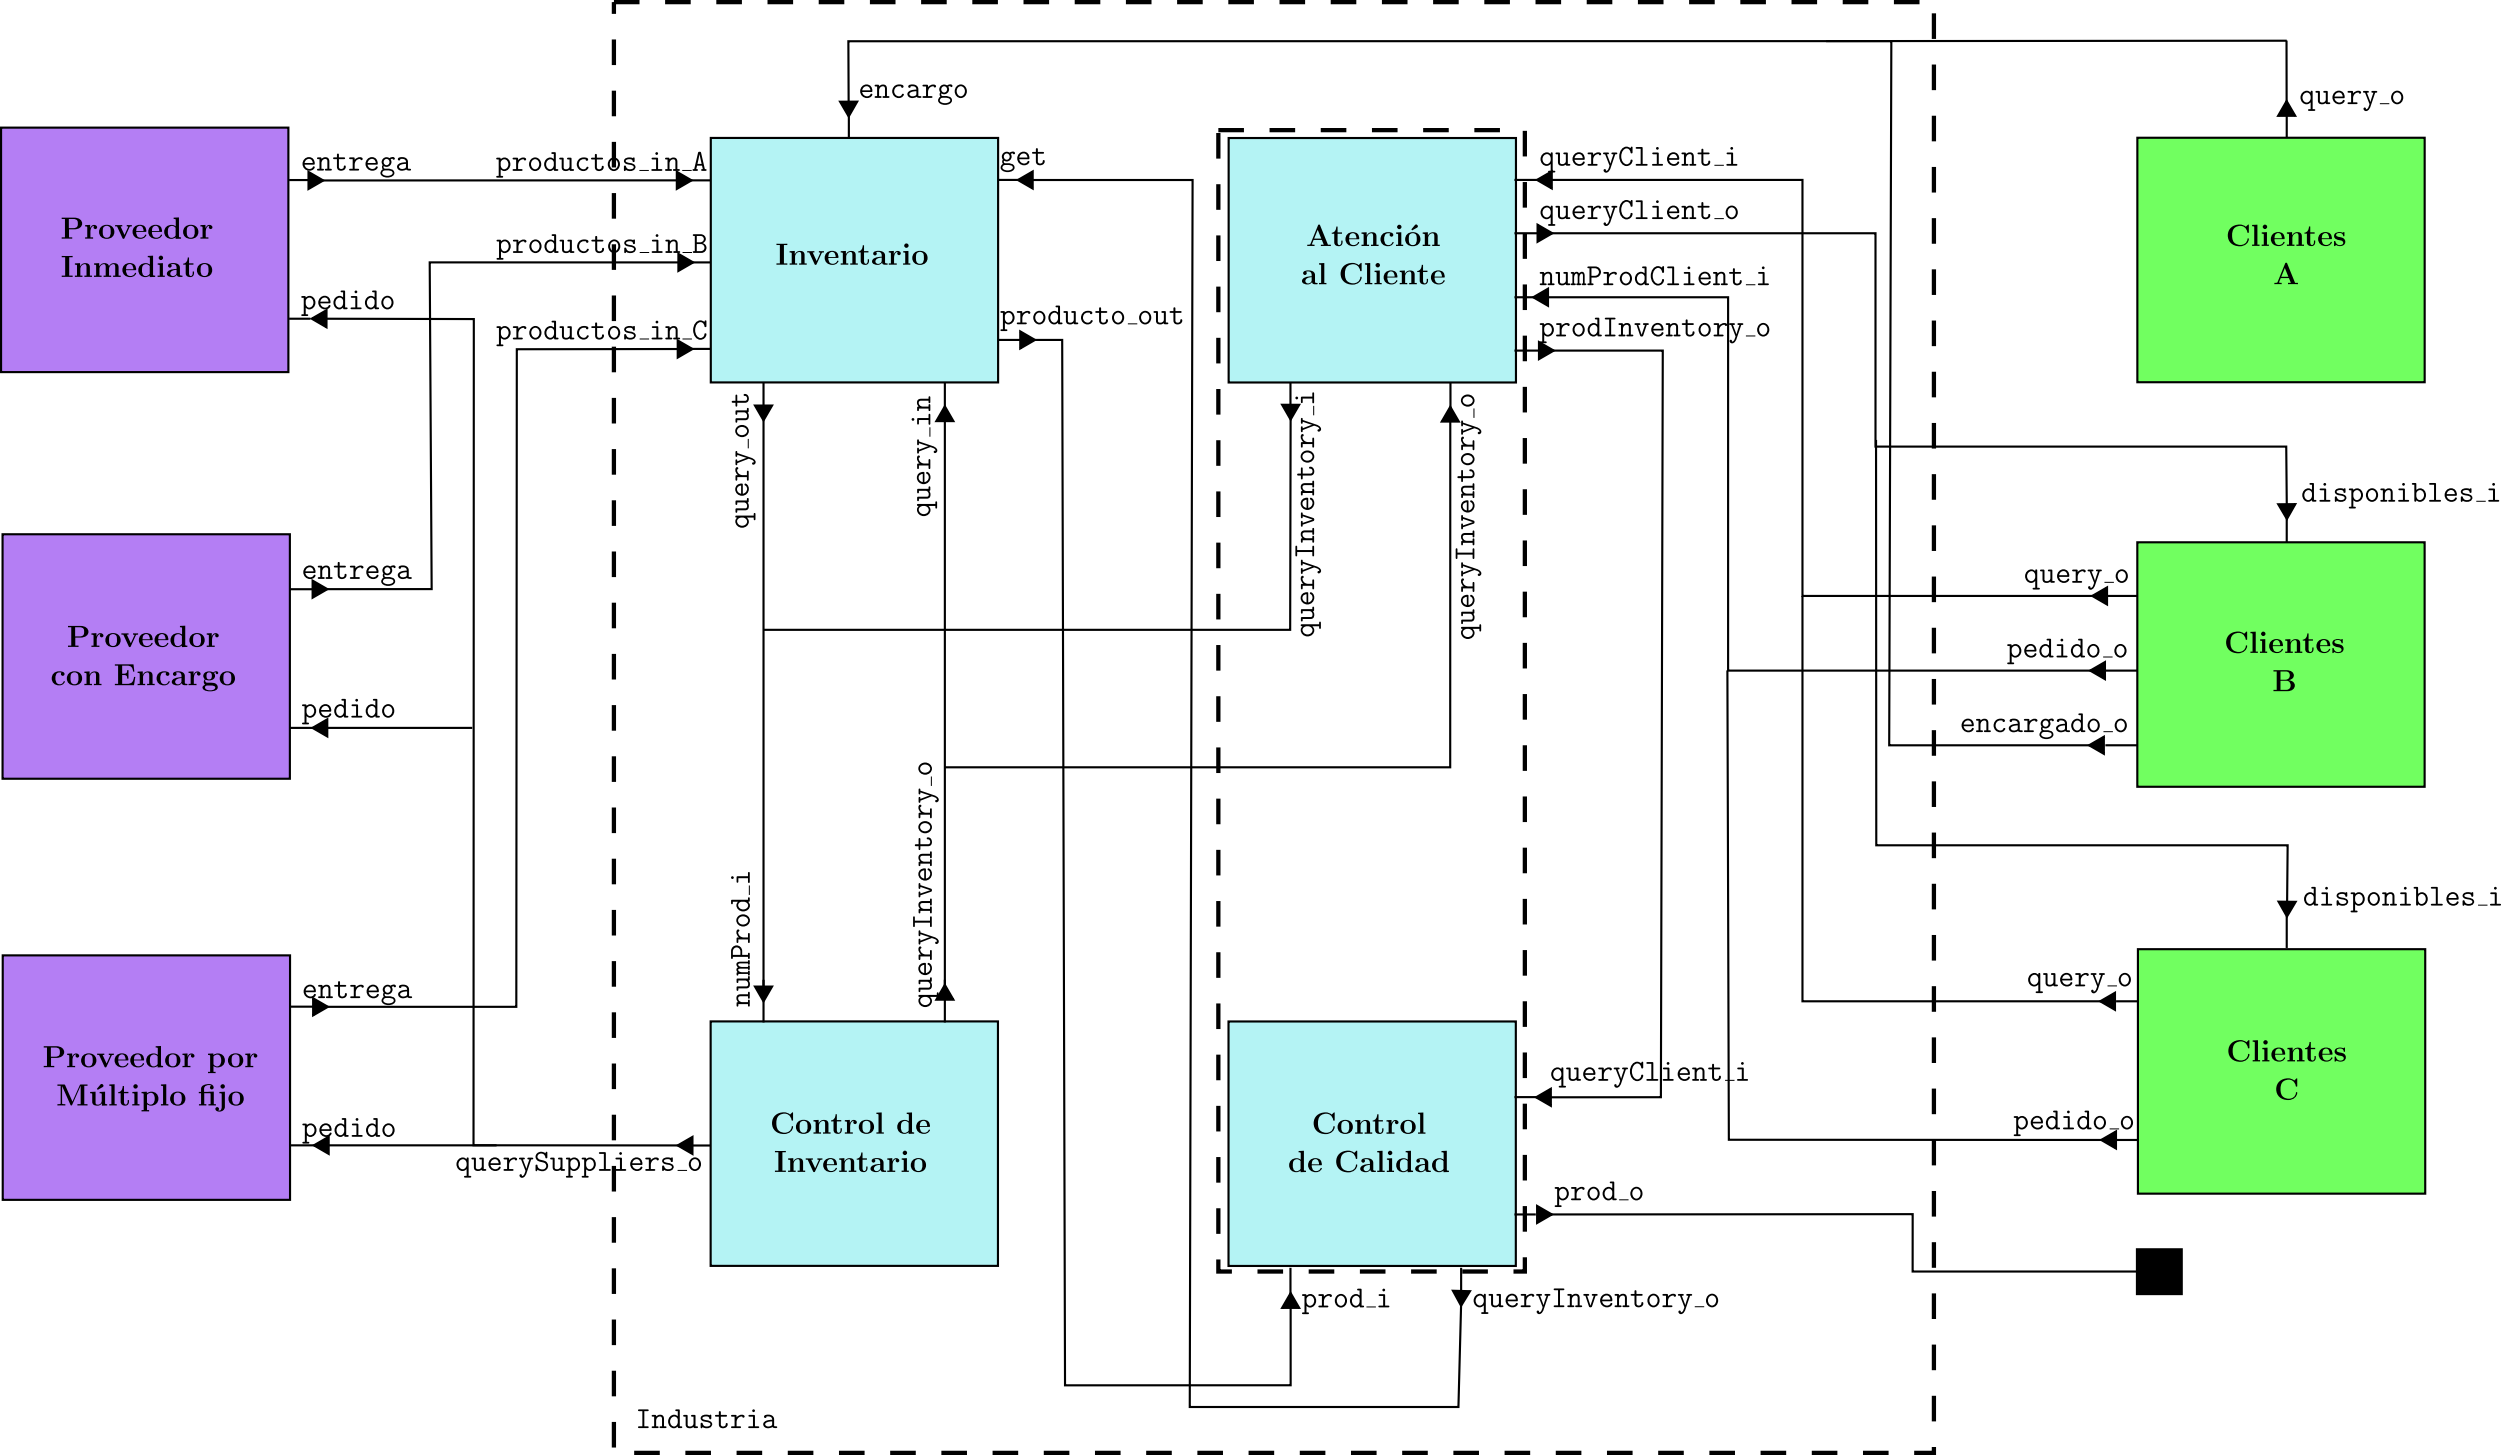 encargo
query_o
entrega
productos_in_A
get
queryClient_i
queryClient_o
Proveedor
Inmediato
productos_in_B
Inventario
Atención
al Cliente
Clientes
A
numProdClient_i
pedido
productos_in_C
producto_out
prodInventory_o
query_out
query_in
queryInventory_i
queryInventory_o
disponibles_i
entrega
query_o
Proveedor
con Encargo
Clientes
B
pedido_o
pedido
encargado_o
numProd_i
queryInventory_o
disponibles_i
entrega
query_o
Proveedor por
Múltiplo fijo
Clientes
C
queryClient_i
pedido
pedido_o
querySuppliers_o
Control de
Inventario
Control
de Calidad
prod_o
prod_i
queryInventory_o
Industria